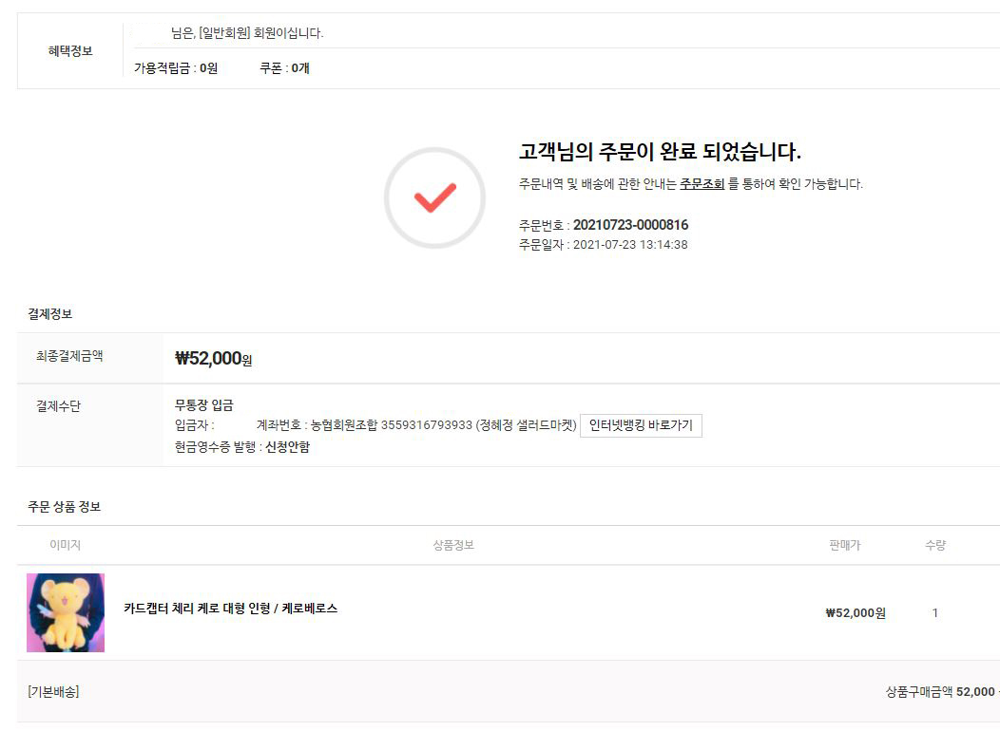 님은, [일반회원] 회원이십니다.
혜택정보
가용적립금 : 0원 쿠폰 : 0개
고객님의 주문이 완료 되었습니다.
주문내역 및 배송에 관한 안내는 주문조회 를 통하여 확인 가능합니다.
주문번호 : 20210723-0000816
주문일자 : 2021-07-23 13:14:38
결제정보
최종결제금액 ₩52,000원
결제수단 무통장 입금
입금자 : 계좌번호 : 농협회원조합 3559316793933 (정혜정 샐러드마켓) 인터넷뱅킹 바로가기
현금영수증 발행 : 신청안함
주문 상품 정보
이미지 상품정보 판매가 수량
카드캡터 체리 케로 대형 인형 / 케로베로스 ₩52,000원 1
[기본배송] 상품구매금액 52,000